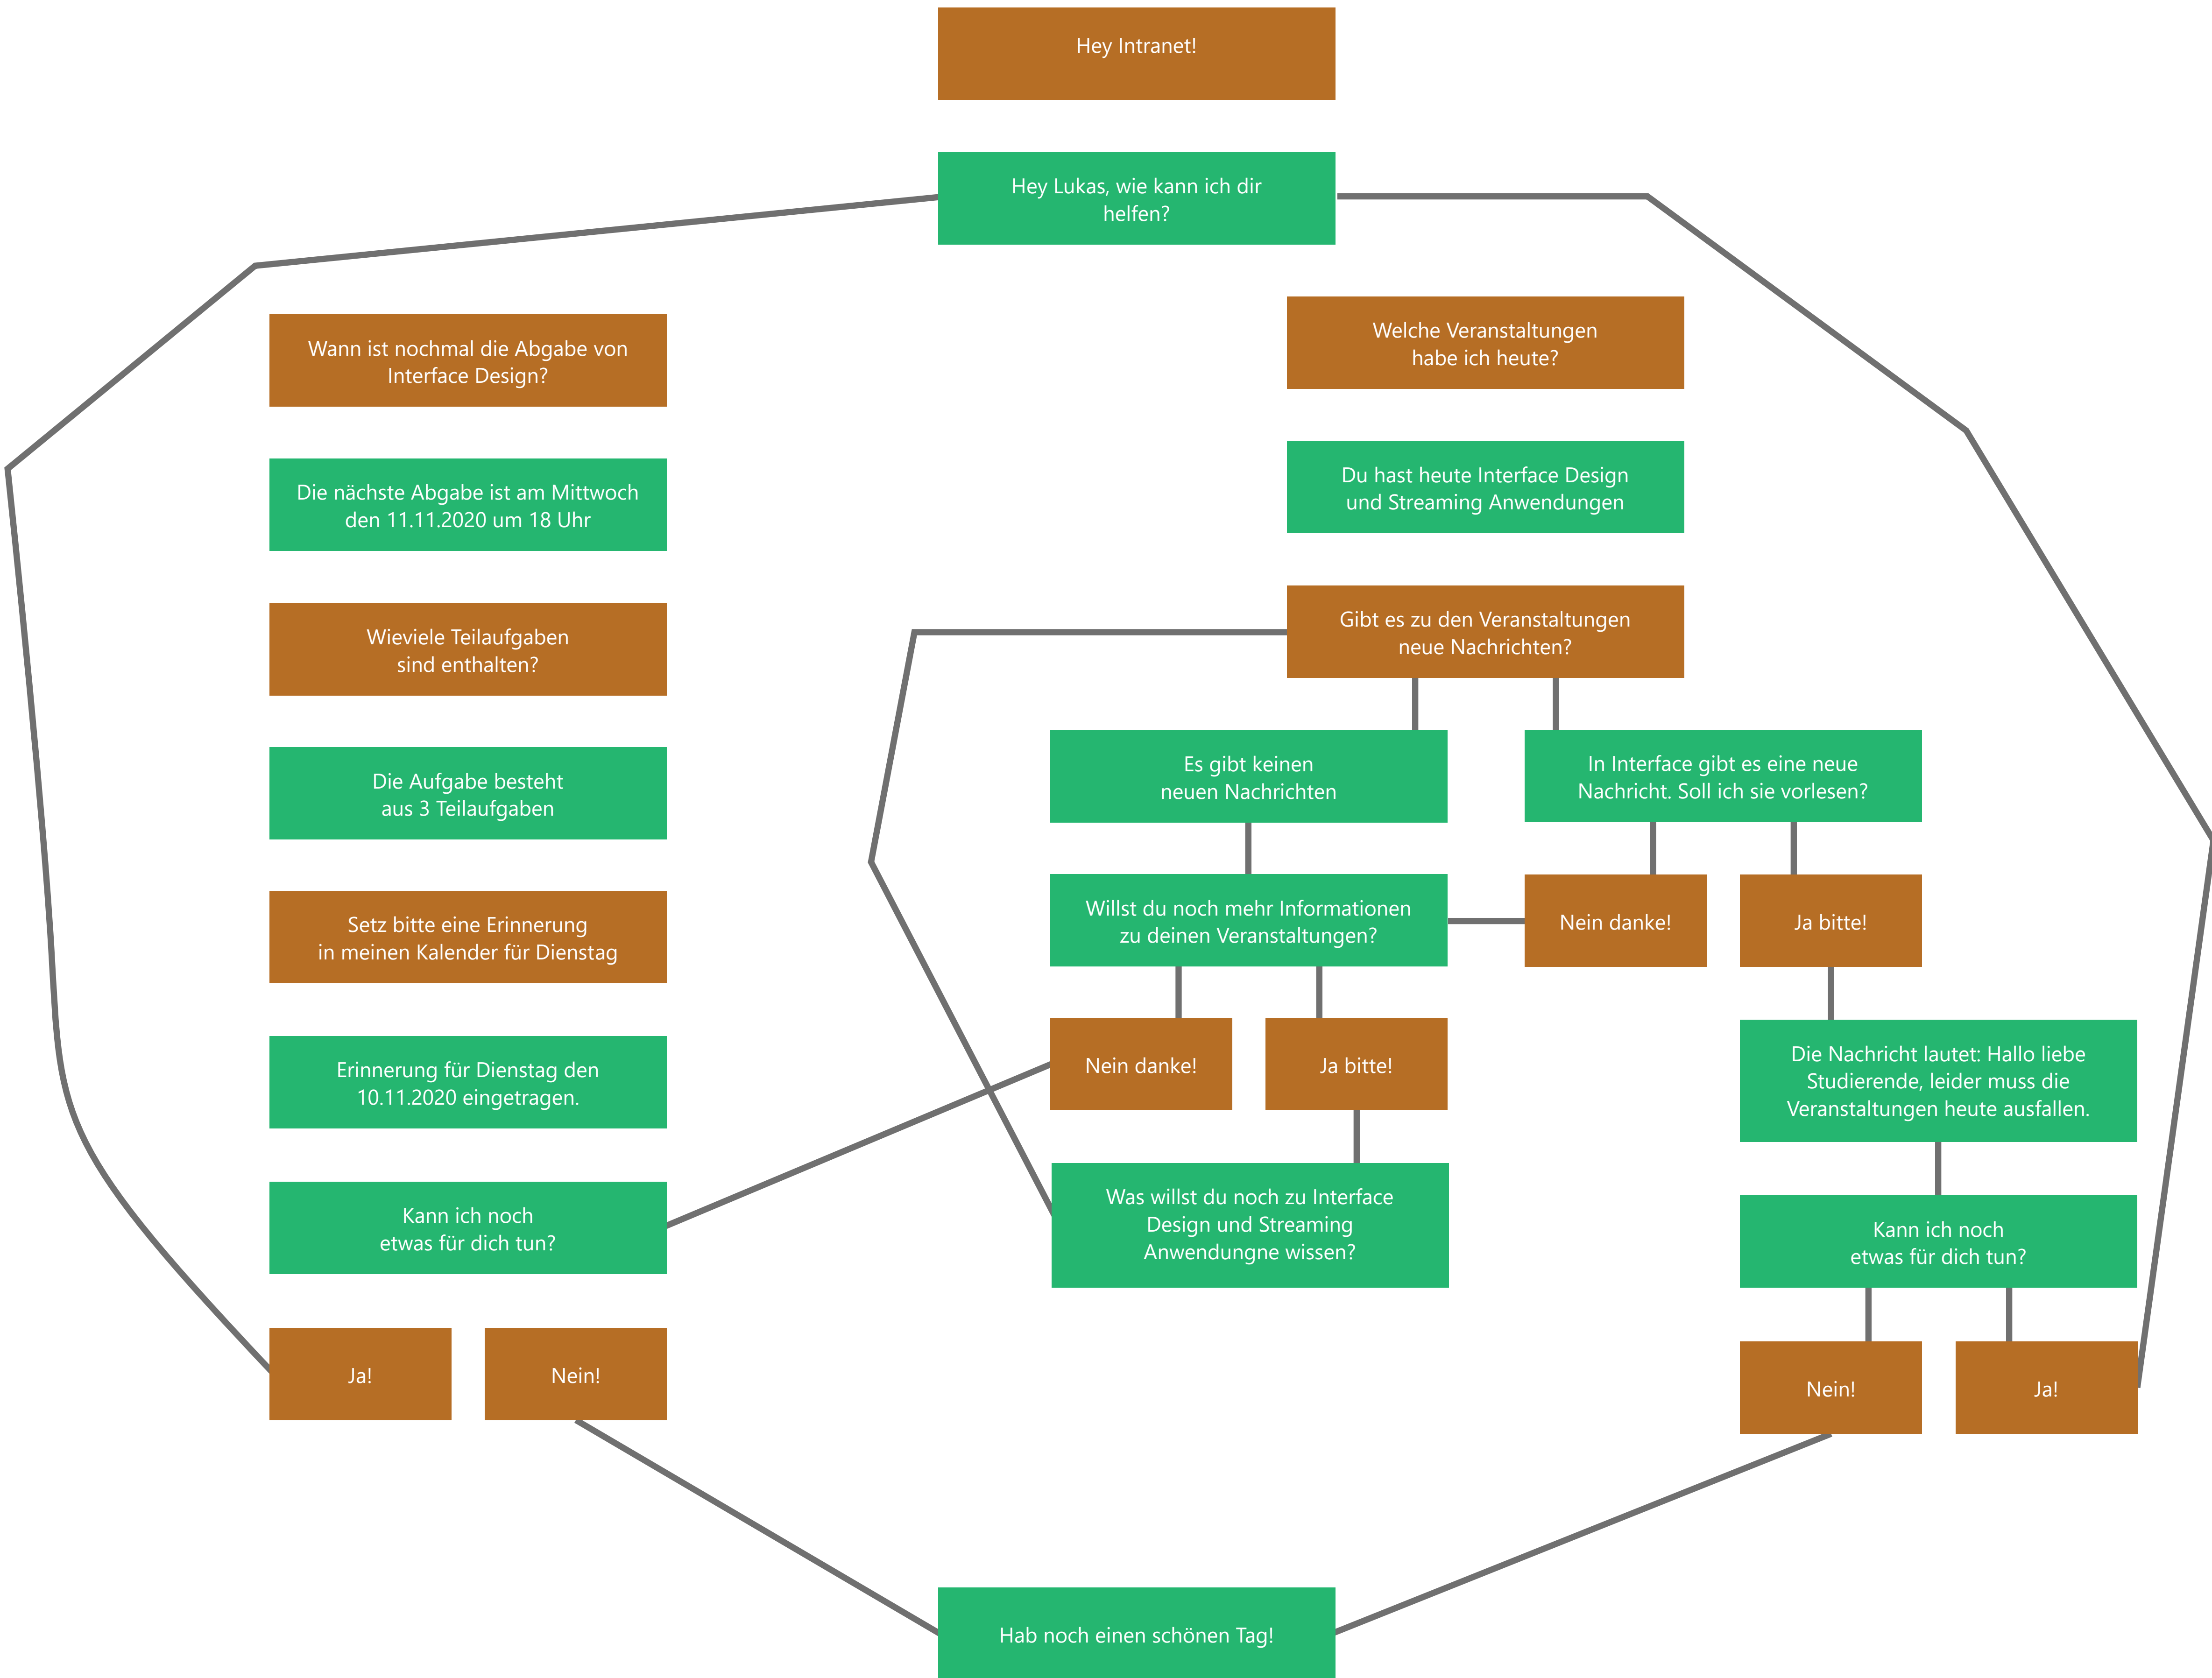 Hey Intranet!
Hey Lukas, wie kann ich dir
helfen?
Wann ist nochmal die Abgabe von
Interface Design?
Die nächste Abgabe ist am Mittwoch
den 11.11.2020 um 18 Uhr
Wieviele Teilaufgaben
sind enthalten?
Die Aufgabe besteht
aus 3 Teilaufgaben
Setz bitte eine Erinnerung
in meinen Kalender für Dienstag
Erinnerung für Dienstag den
10.11.2020 eingetragen.
Kann ich noch
etwas für dich tun?
Ja!
Nein!
Welche Veranstaltungen
habe ich heute?
Du hast heute Interface Design
und Streaming Anwendungen
Gibt es zu den Veranstaltungen
neue Nachrichten?
Es gibt keinen
neuen Nachrichten
Willst du noch mehr Informationen
zu deinen Veranstaltungen?
Nein danke!
Ja bitte!
Was willst du noch zu Interface
Design und Streaming
Anwendungne wissen?
In Interface gibt es eine neue
Nachricht. Soll ich sie vorlesen?
Nein danke!
Ja bitte!
Die Nachricht lautet: Hallo liebe
Studierende, leider muss die
Veranstaltungen heute ausfallen.
Kann ich noch
etwas für dich tun?
Nein!
Ja!
Hab noch einen schönen Tag!